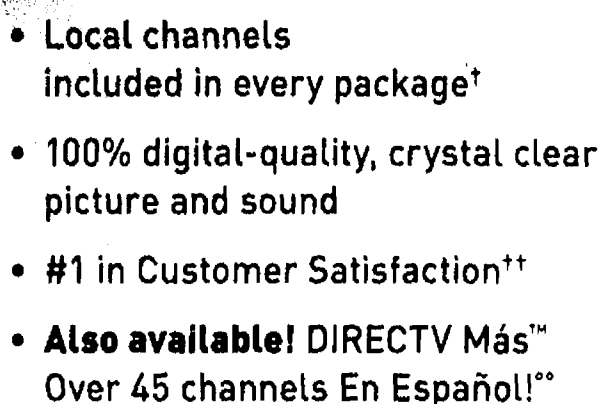 • Local channels
included in every package†
• 100% digital-quality, crystal clear
picture and sound
• #1 in Customer Satisfaction††
• Also available! DIRECTV Más™
Over 45 channels En Español!°°